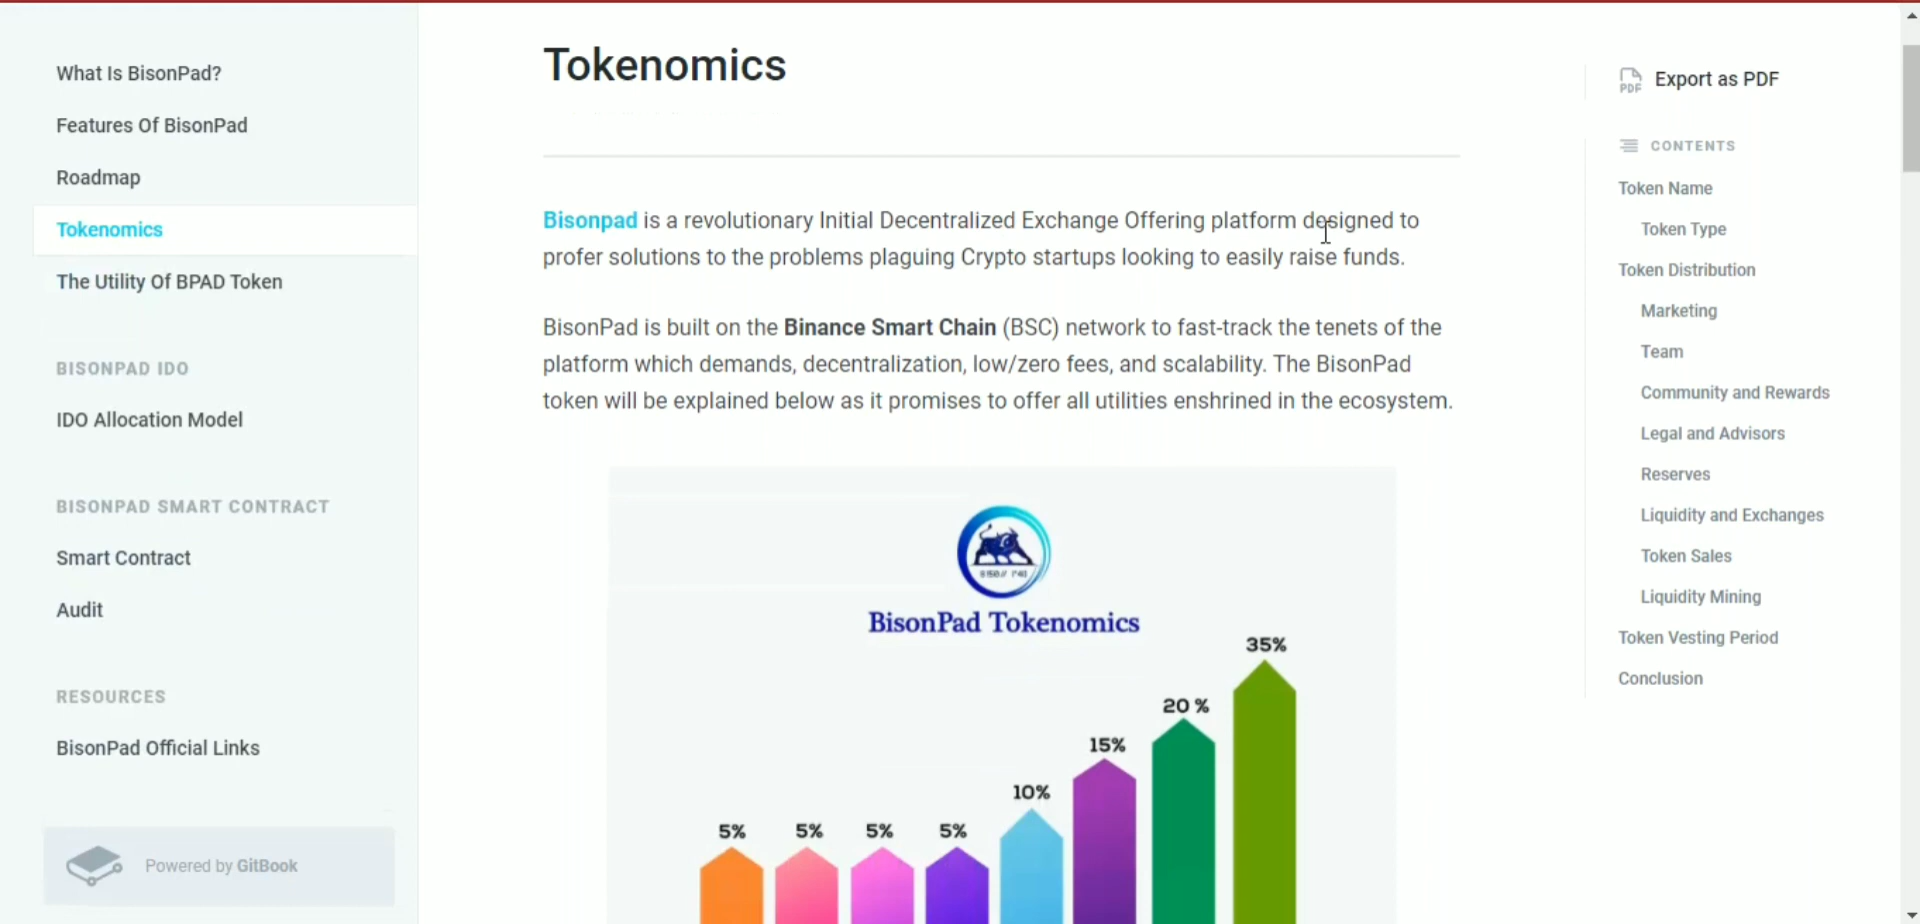 What Is BisonPad?
Features Of BisonPad
Roadmap
Tokenomics
The Utility Of BPAD Token
BISONPAD IDO
IDO Allocation Model
BISONPAD SMART CONTRACT
Smart Contract
Audit
RESOURCES
BisonPad Official Links
Powered by GitBook
Tokenomics
Bisonpad is a revolutionary Initial Decentralized Exchange Offering platform designed to
profer solutions to the problems plaguing Crypto startups looking to easily raise funds.
BisonPad is built on the Binance Smart Chain (BSC) network to fast-track the tenets of the
platform which demands, decentralization, low/zero fees, and scalability. The BisonPad
token will be explained below as it promises to offer all utilities enshrined in the ecosystem.
BisonPad Tokenomics
5% 5% 5% 5% 10% 15% 20 % 35%
PDF Export as PDF
CONTENTS
Token Name
Token Type
Token Distribution
Marketing
Team
Community and Rewards
Legal and Advisors
Reserves
Liquidity and Exchanges
Token Sales
Liquidity Mining
Token Vesting Period
Conclusion